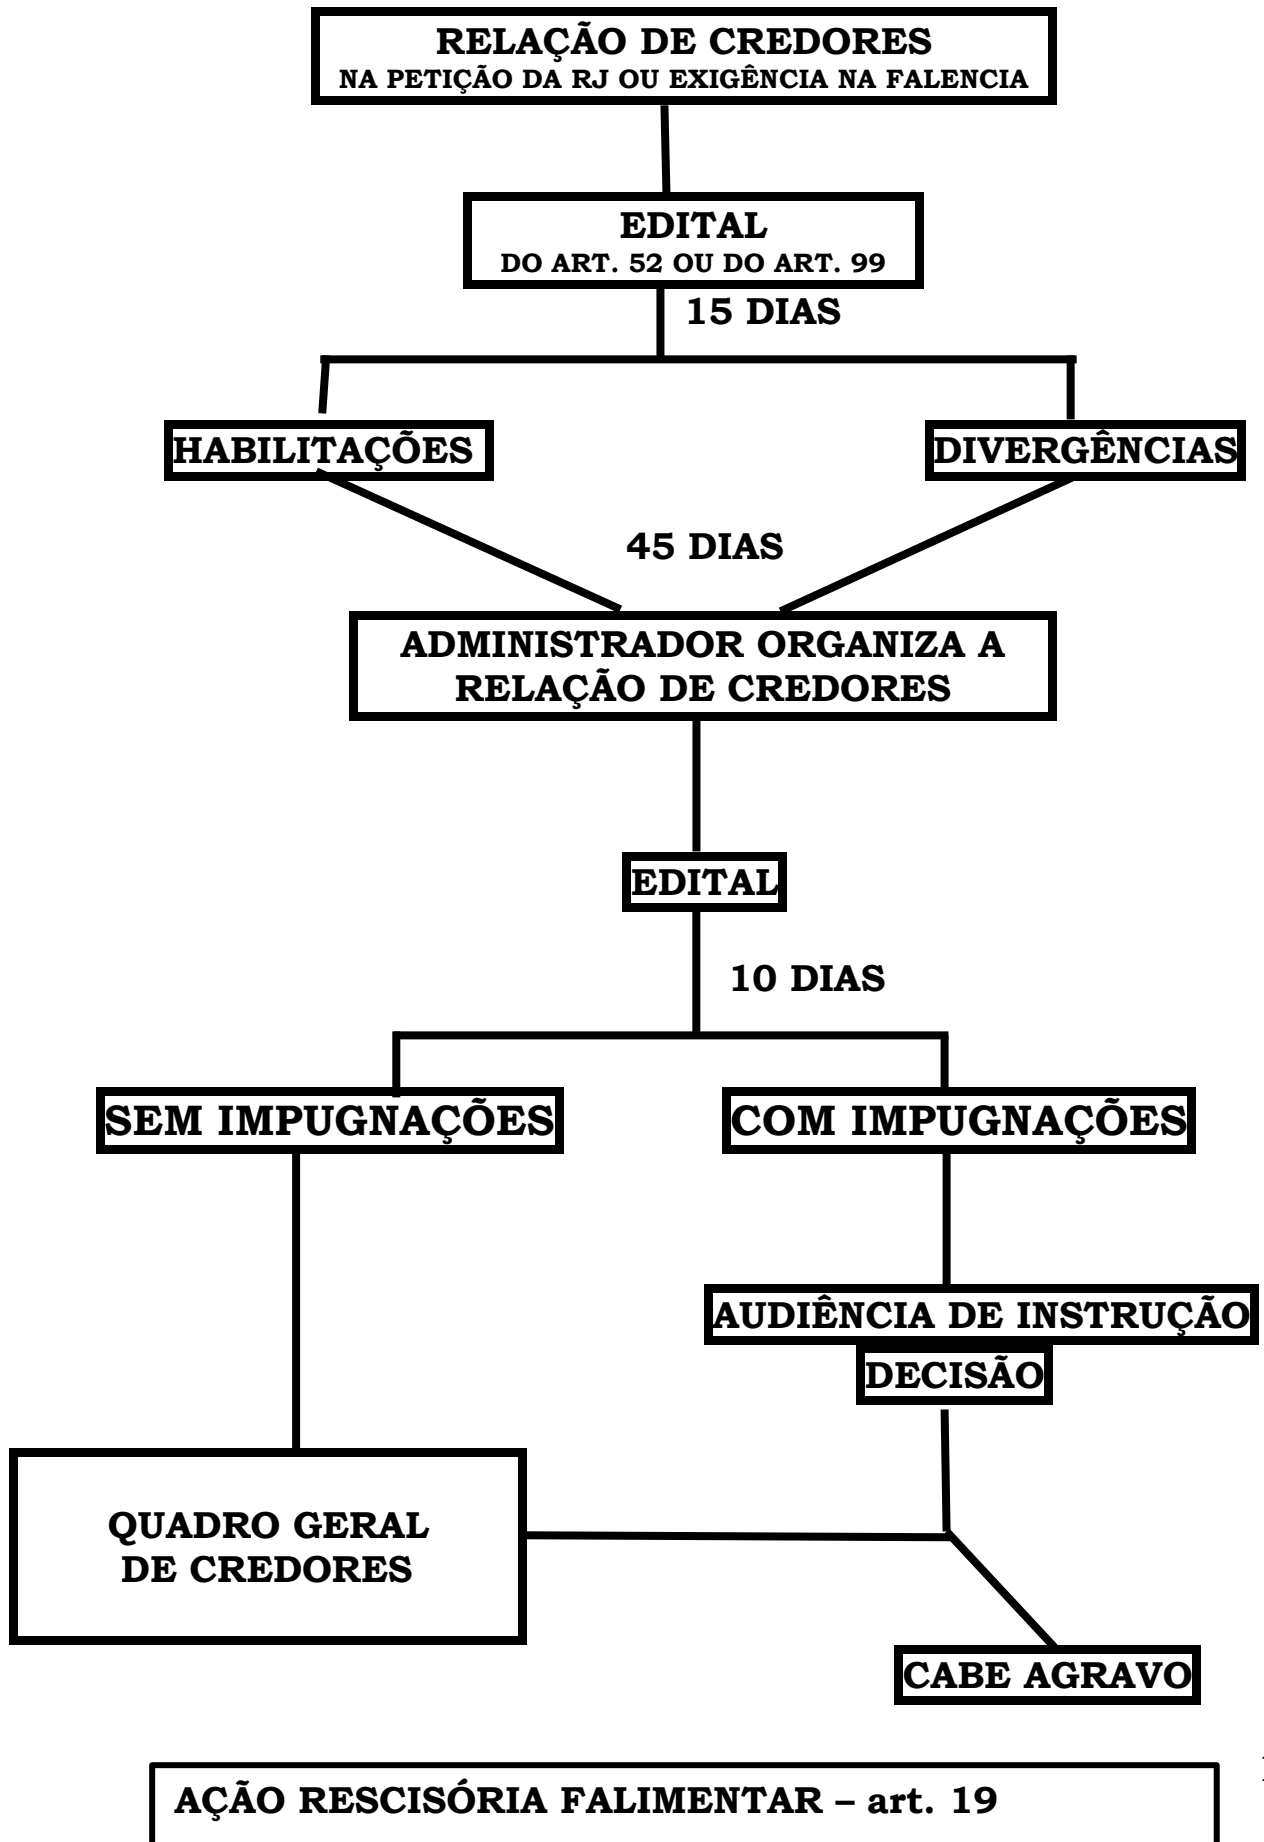 RELAÇÃO DE CREDORES
NA PETIÇÃO DA RJ OU EXIGÊNCIA NA FALENCIA
EDITAL
DO ART. 52 OU DO ART. 99
15 DIAS
HABILITAÇÕES
DIVERGÊNCIAS
45 DIAS
ADMINISTRADOR ORGANIZA A
RELAÇÃO DE CREDORES
EDITAL
10 DIAS
SEM IMPUGNAÇÕES
COM IMPUGNAÇÕES
AUDIÊNCIA DE INSTRUÇÃO
DECISÃO
QUADRO GERAL
DE CREDORES
CABE AGRAVO
AÇÃO RESCISÓRIA FALIMENTAR – art. 19